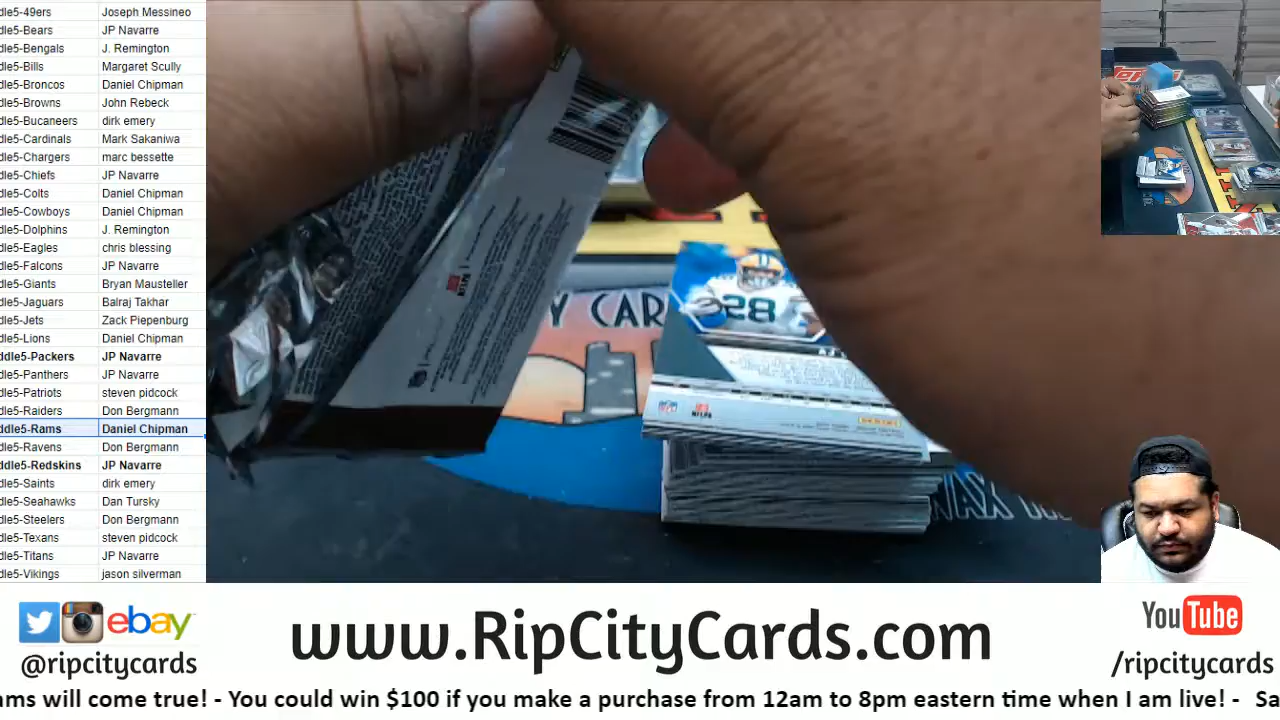 dle5-49ers Joseph Messineo
dle5-Bears JP Navarre
dle5-Bengals J. Remington
dle5-Bills Margaret Scully
dle5-Broncos Daniel Chipman
dle5-Browns John Rebeck
dle5-Bucaneers dirk emery
dle5-Cardinals Mark Sakaniwa
dle5-Chargers marc bessette
dle5-Chiefs JP Navarre
dle5-Colts Daniel Chipman
dle5-Cowboys Daniel Chipman
dle5-Dolphins J. Remington
dle5-Eagles chris blessing
dle5-Falcons JP Navarre
dle5-Giants Bryan Mausteller
dle5-Jaguars Balraj Takhar
dle5-Jets Zack Piepenburg
dle5-Lions Daniel Chipman
ddle5-Packers JP Navarre
dle5-Panthers JP Navarre
dle5-Patriots steven pidcock
dle5-Raiders Don Bergmann
ddle5-Rams Daniel Chipman
dle5-Ravens Don Bergmann
ddle5-Redskins JP Navarre
dle5-Saints dirk emery
dle5-Seahawks Dan Tursky
dle5-Steelers Don Bergmann
dle5-Texans steven pidcock
dle5-Titans JP Navarre
dle5-Vikings jason silverman
Y CAR
28
NFL
NFLPA
PANINI
WAX
topps
ebay
@ripcitycards
www.RipCityCards.com
YouTube
/ripcitycards
ams will come true! - You could win $100 if you make a purchase from 12am to 8pm eastern time when I am live! - Sa